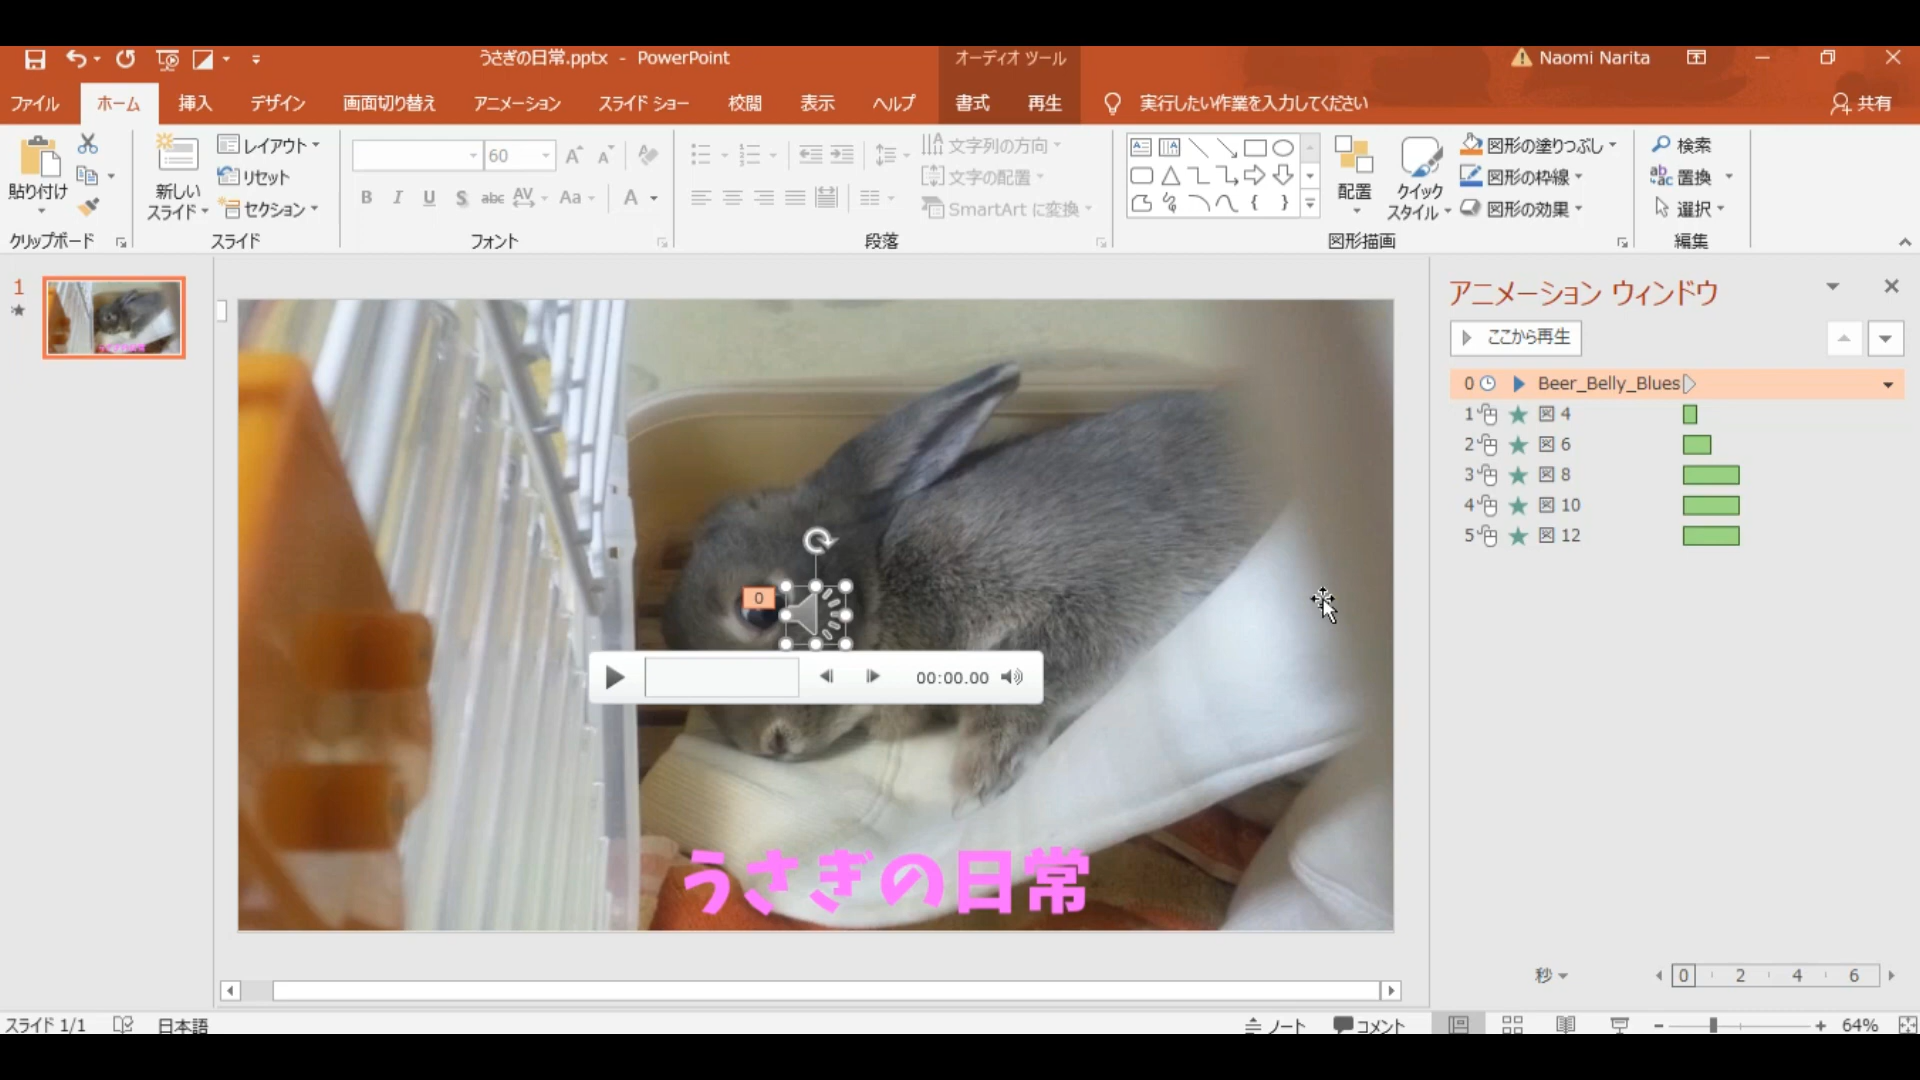 うさぎの日常.pptx - PowerPoint
オーディオ ツール
Naomi Narita
ファイル ホーム 挿入 デザイン 画面切り替え アニメーション スライド ショー 校閲 表示 ヘルプ 書式 再生 実行したい作業を入力してください 共有
貼り付け
クリップボード
新しい
スライド
レイアウト
リセット
セクション
スライド
60
B I U S abc AV Aa A
フォント
文字列の方向
文字の配置
SmartArt に変換
段落
配置
クイック
スタイル
図形の塗りつぶし
図形の枠線
図形の効果
図形描画
検索
置換
選択
編集
1
0
00:00.00
うさぎの日常
アニメーション ウィンドウ
ここから再生
0 Beer_Belly_Blues
1 図 4
2 図 6
3 図 8
4 図 10
5 図 12
秒 0 2 4 6
スライド 1/1 日本語 ノート コメント 64%